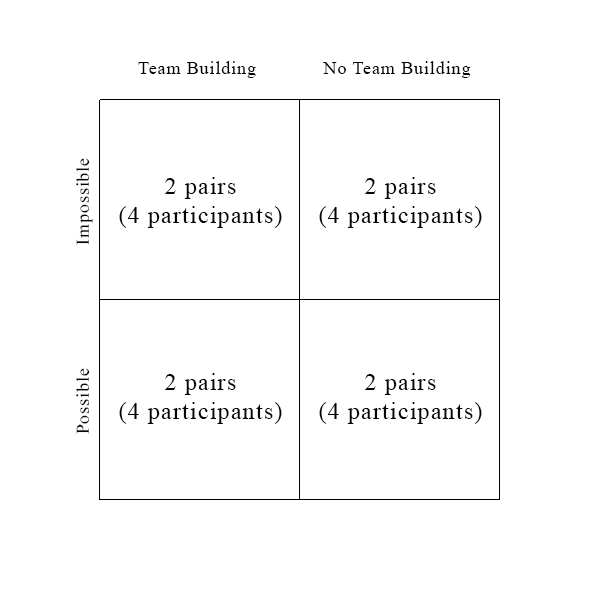 Team Building
No Team Building
Impossible
2 pairs
(4 participants)
2 pairs
(4 participants)
Possible
2 pairs
(4 participants)
2 pairs
(4 participants)